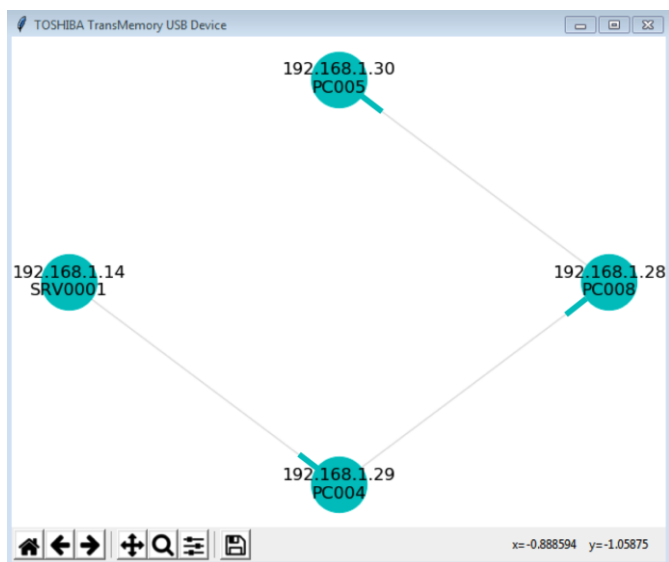 TOSHIBA TransMemory USB Device
192.168.1.30
PC005
192.168.1.14
SRV0001
192.168.1.28
PC008
192.168.1.29
PC004
x=-0.888594 y=-1.05875